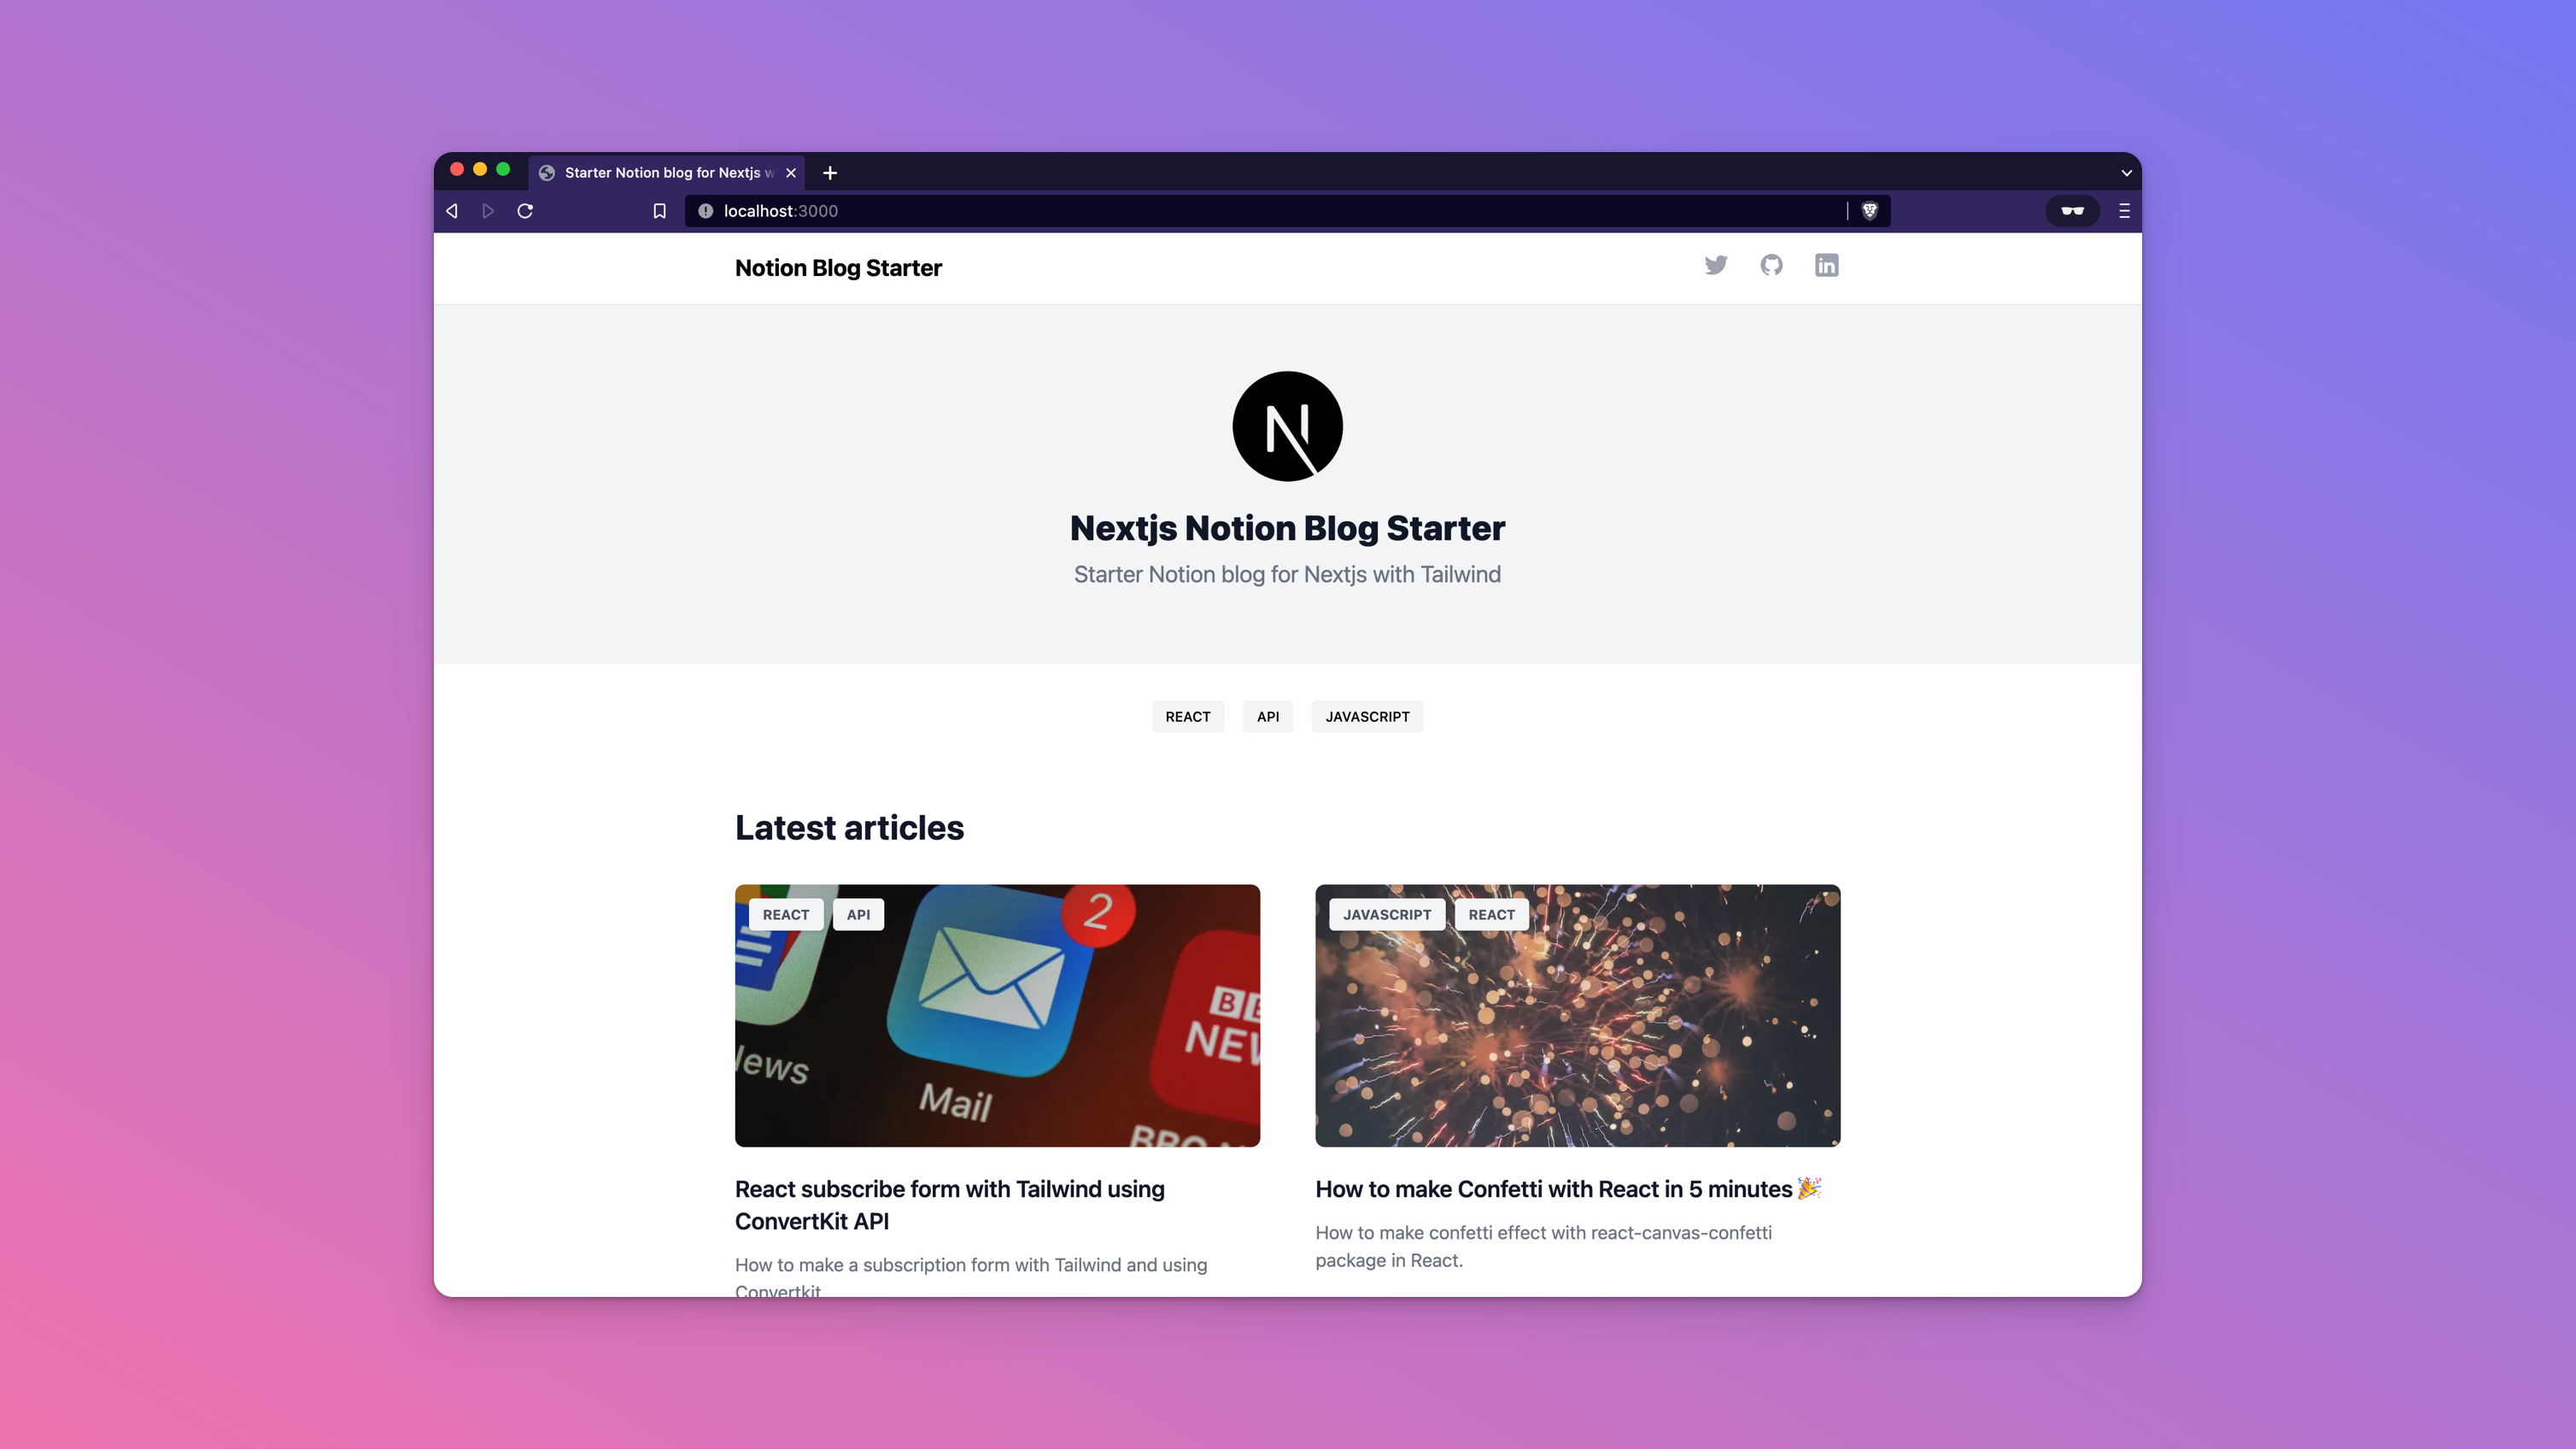 Starter Notion blog for Nextjs w
localhost:3000
Notion Blog Starter
Nextjs Notion Blog Starter
Starter Notion blog for Nextjs with Tailwind
REACT API JAVASCRIPT
Latest articles
REACT API
2
Mail
JAVASCRIPT REACT
React subscribe form with Tailwind using
ConvertKit API
How to make a subscription form with Tailwind and using
Convertkit
How to make Confetti with React in 5 minutes 🎉
How to make confetti effect with react-canvas-confetti
package in React.